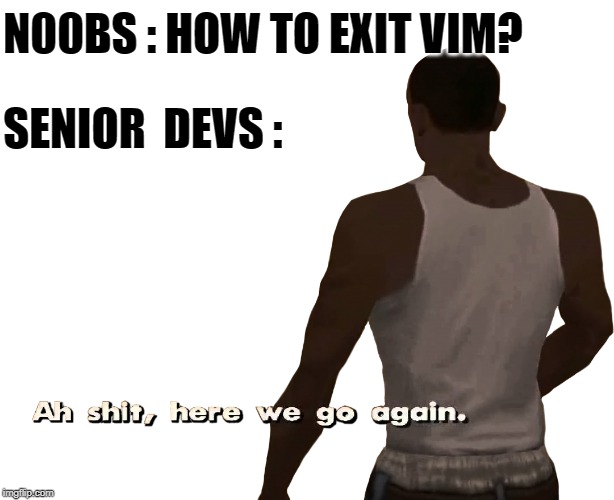 NOOBS : HOW TO EXIT VIM?
SENIOR DEVS :
Ah shit, here we go again.
imgflip.com